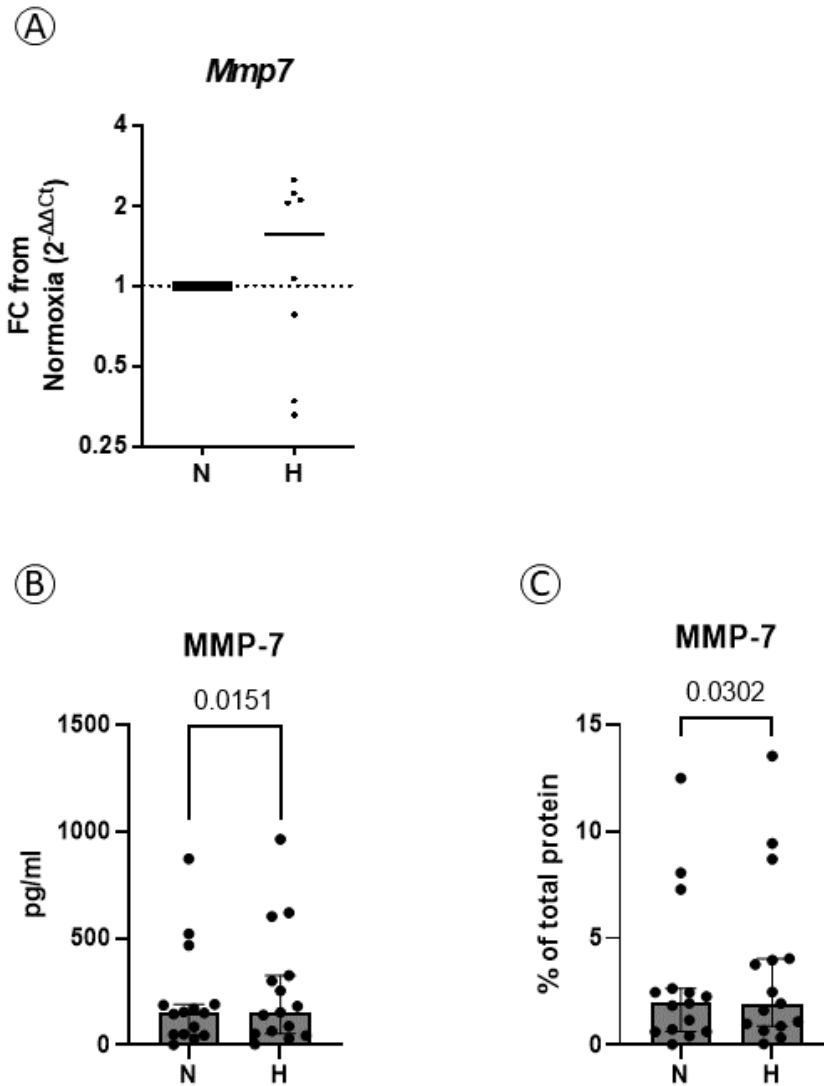 A
Mmp7
4
2
1
0.5
0.25
FC from
Normoxia (2^-ΔΔCt)
N H
B
MMP-7
0.0151
1500
1000
500
0
pg/ml
N H
C
MMP-7
0.0302
15
10
5
0
% of total protein
N H